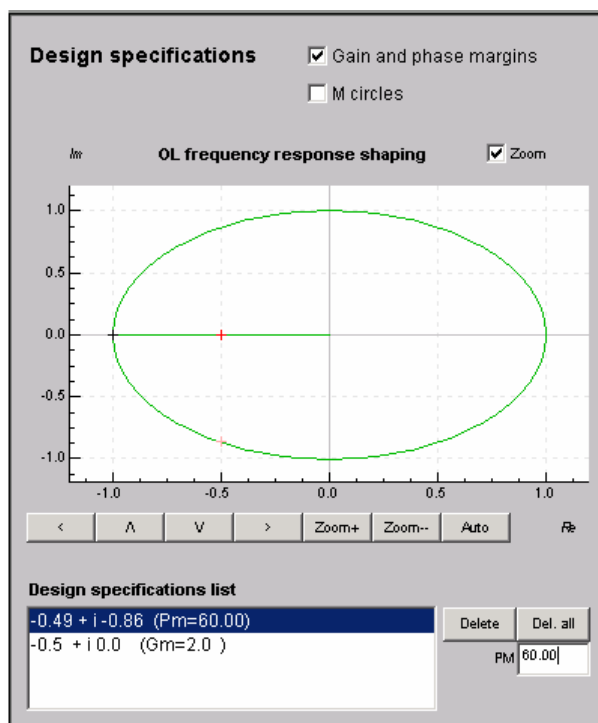 Design specifications
Gain and phase margins
M circles
Im
OL frequency response shaping
Zoom
1.0
0.5
0.0
-0.5
-1.0
-1.0 -0.5 0.0 0.5 1.0
< Λ V > Zoom+ Zoom-- Auto Re
Design specifications list
-0.49 + i -0.86 (Pm=60.00)
-0.5 + i 0.0 (Gm=2.0 )
Delete Del. all
PM 60.00